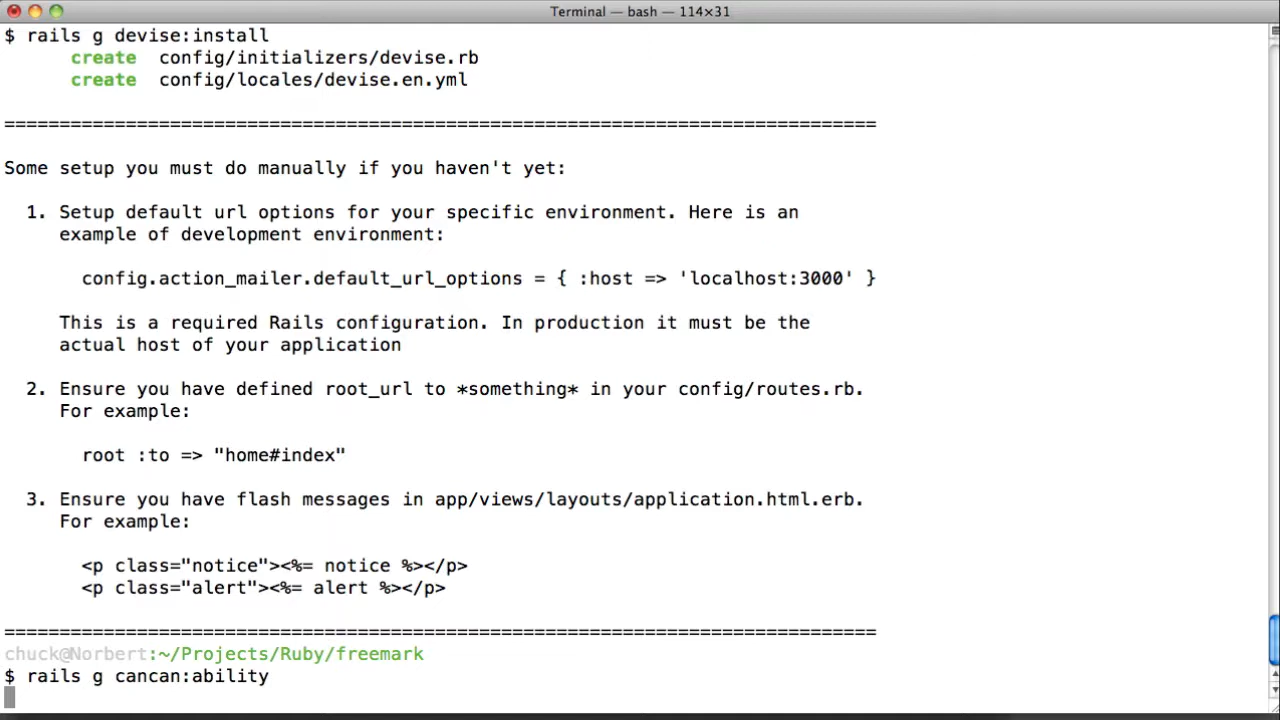 Terminal — bash — 114×31
$ rails g devise:install
      create  config/initializers/devise.rb
      create  config/locales/devise.en.yml
===============================================================================
Some setup you must do manually if you haven't yet:
  1. Setup default url options for your specific environment. Here is an
     example of development environment:
       config.action_mailer.default_url_options = { :host => 'localhost:3000' }
     This is a required Rails configuration. In production it must be the
     actual host of your application
  2. Ensure you have defined root_url to *something* in your config/routes.rb.
     For example:
       root :to => "home#index"
  3. Ensure you have flash messages in app/views/layouts/application.html.erb.
     For example:
       <p class="notice"><%= notice %></p>
       <p class="alert"><%= alert %></p>
===============================================================================
chuck@Norbert:~/Projects/Ruby/freemark
$ rails g cancan:ability